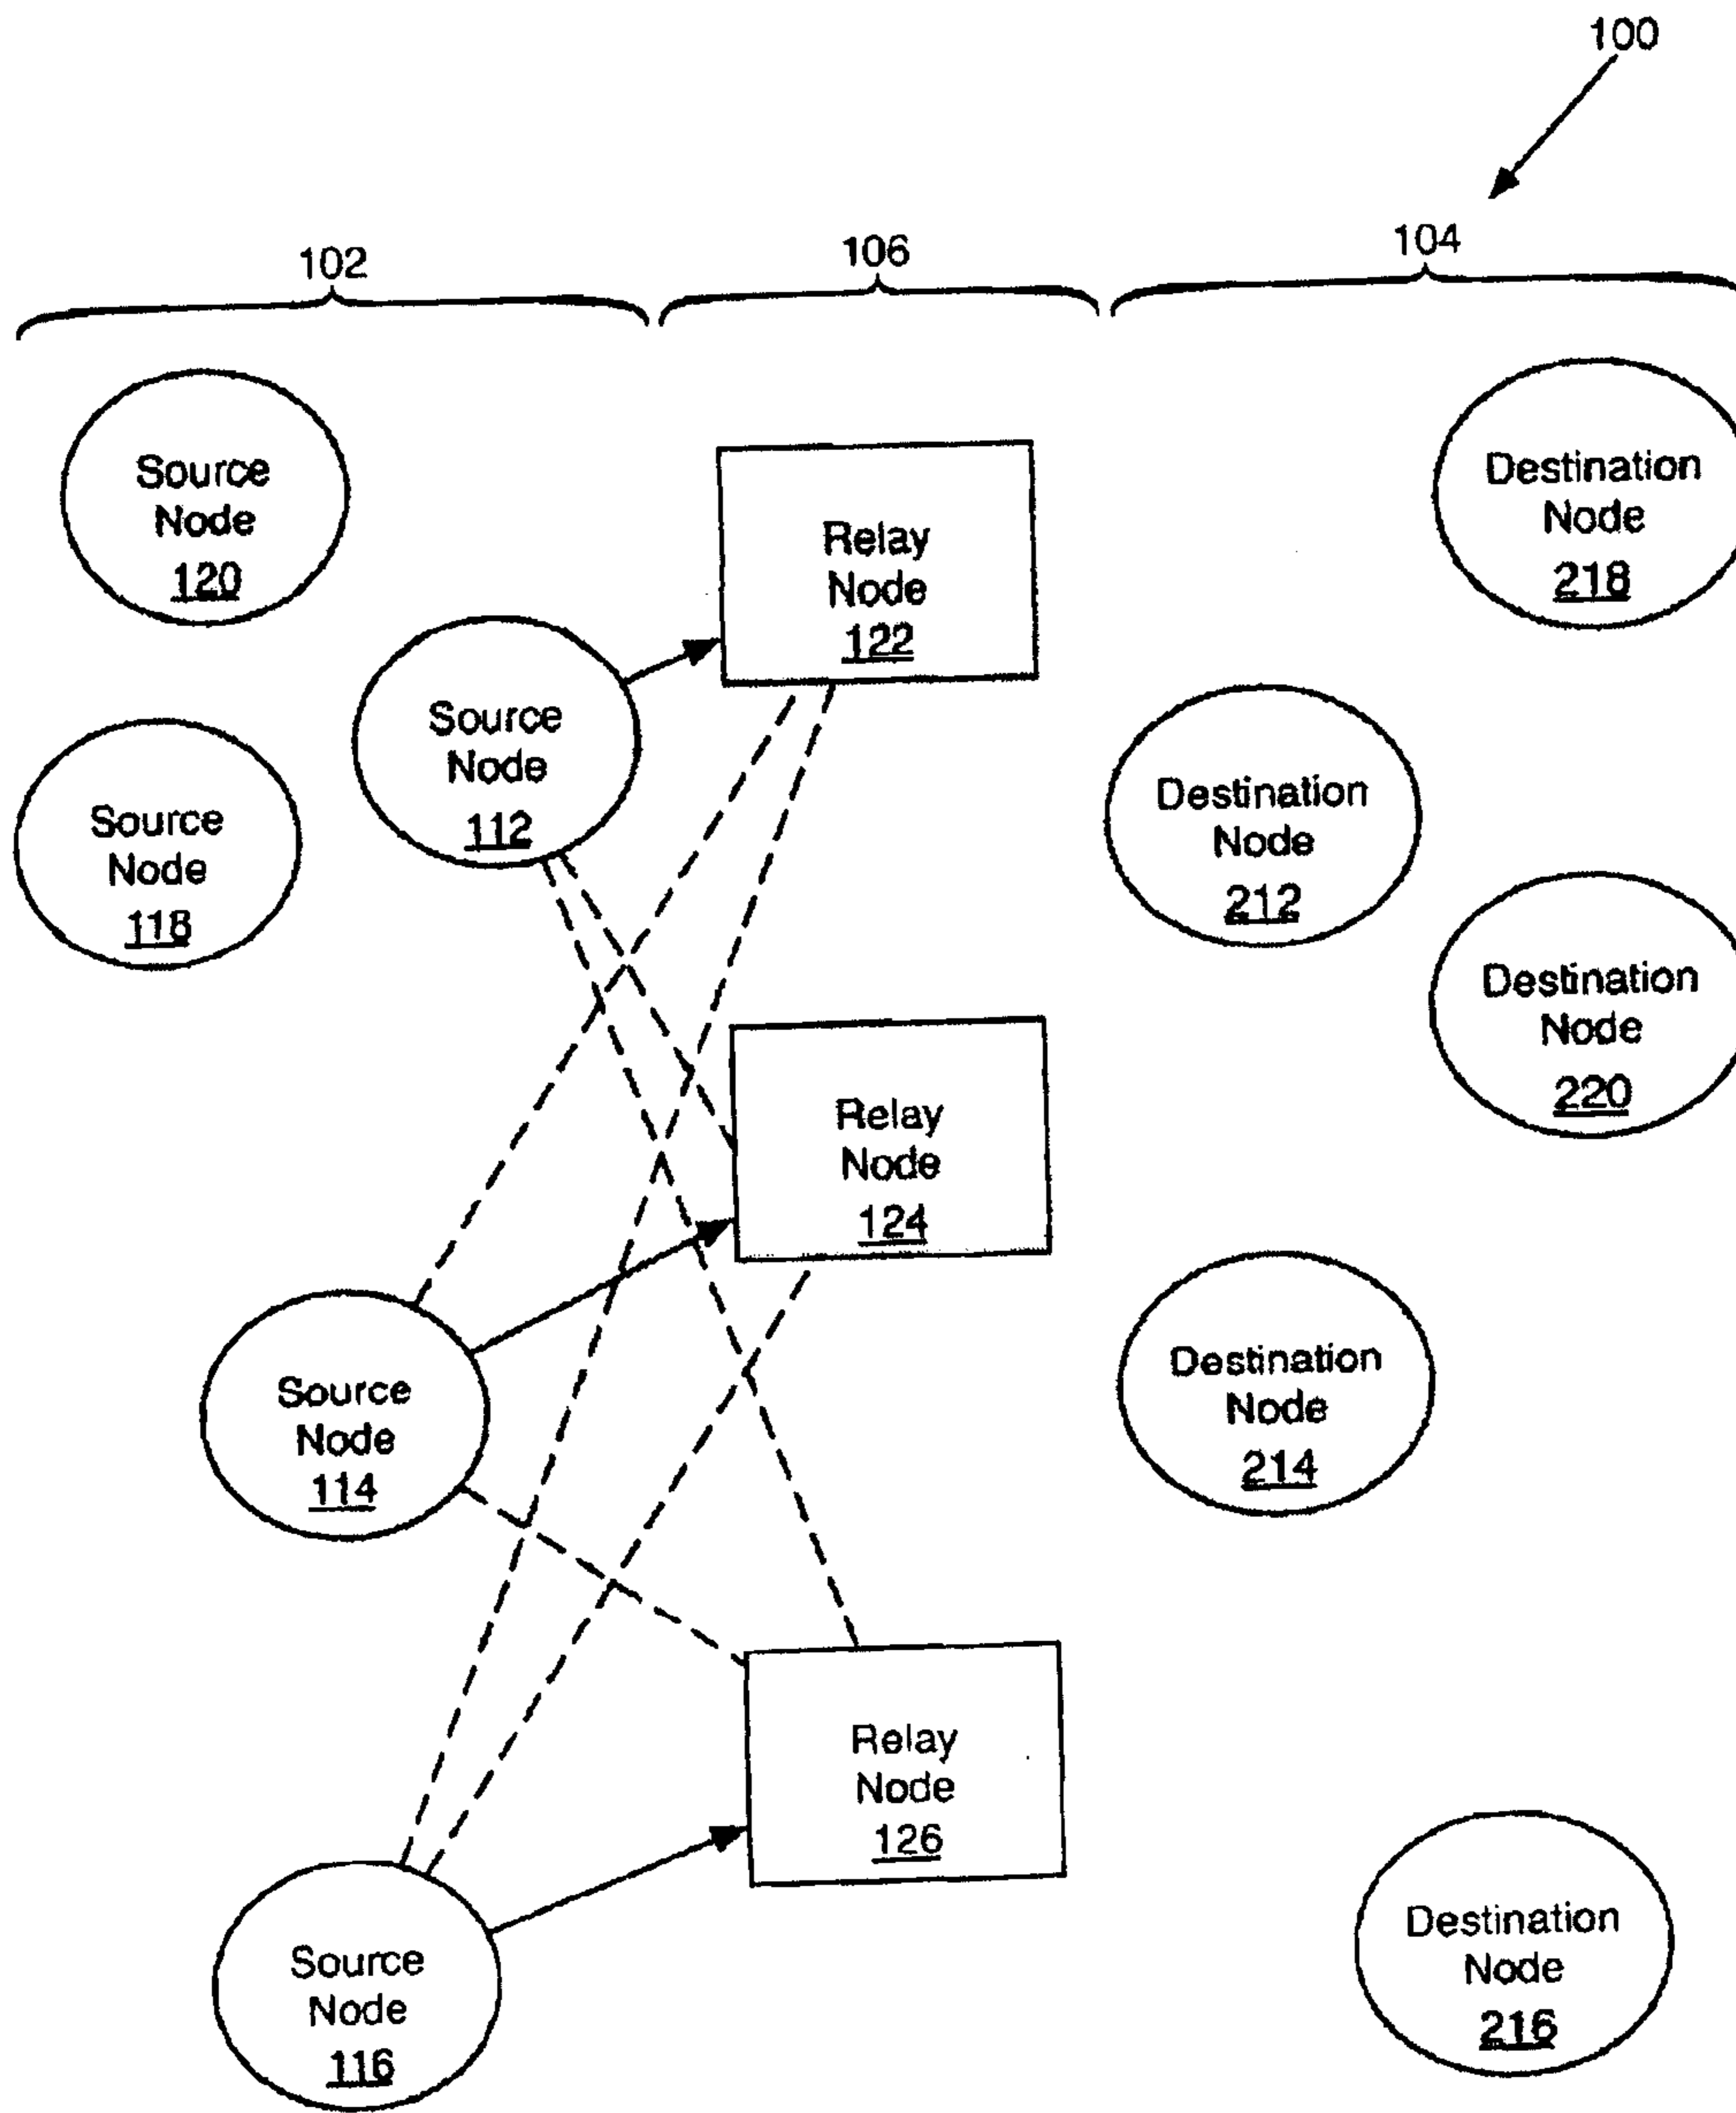 100
102
106
104
Source
Node
120
Relay
Node
122
Destination
Node
218
Source
Node
112
Source
Node
118
Destination
Node
212
Destination
Node
220
Relay
Node
124
Source
Node
114
Destination
Node
214
Relay
Node
126
Source
Node
116
Destination
Node
216